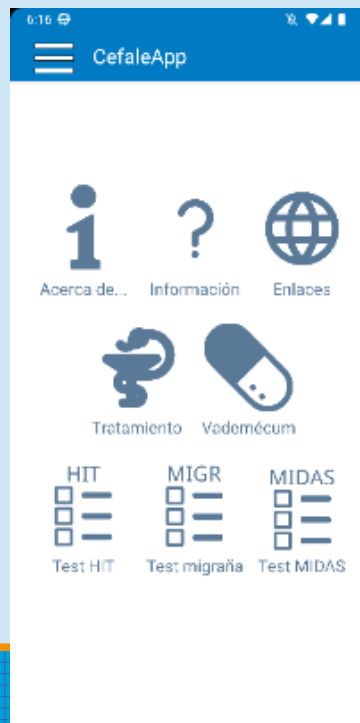 6:16
CefaleApp
Acerca de... Información Enlaces
Tratamiento Vademécum
HIT MIGR MIDAS
Test HIT Test migraña Test MIDAS